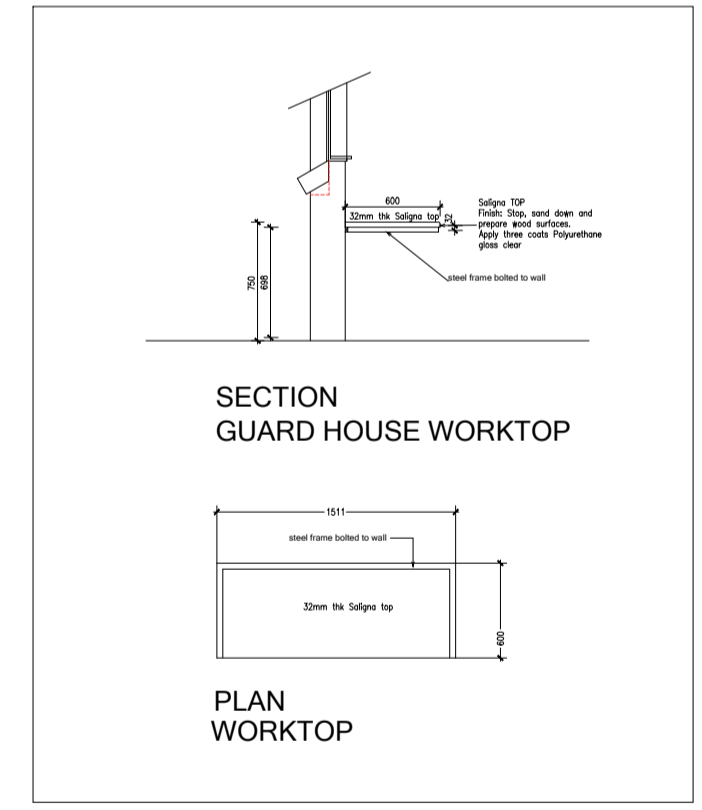 600
32mm thk Saligna top
32
Saligna TOP
Finish: Stop, sand down and
prepare wood surfaces.
Apply three coats Polyurethane
gloss clear
steel frame bolted to wall
750
698
SECTION
GUARD HOUSE WORKTOP
1511
steel frame bolted to wall
32mm thk Saligna top
600
PLAN
WORKTOP